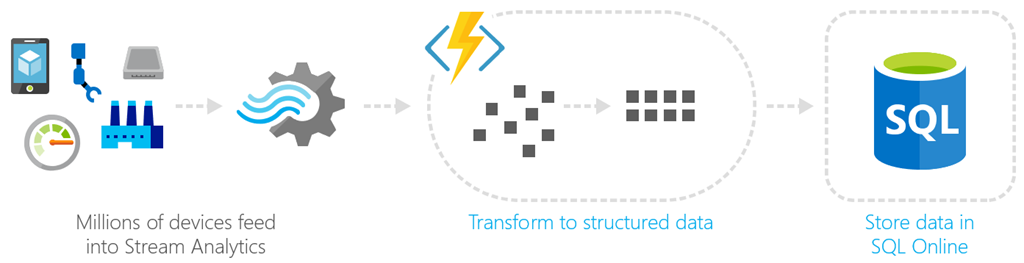 SQL
Millions of devices feed
into Stream Analytics
Transform to structured data
Store data in
SQL Online